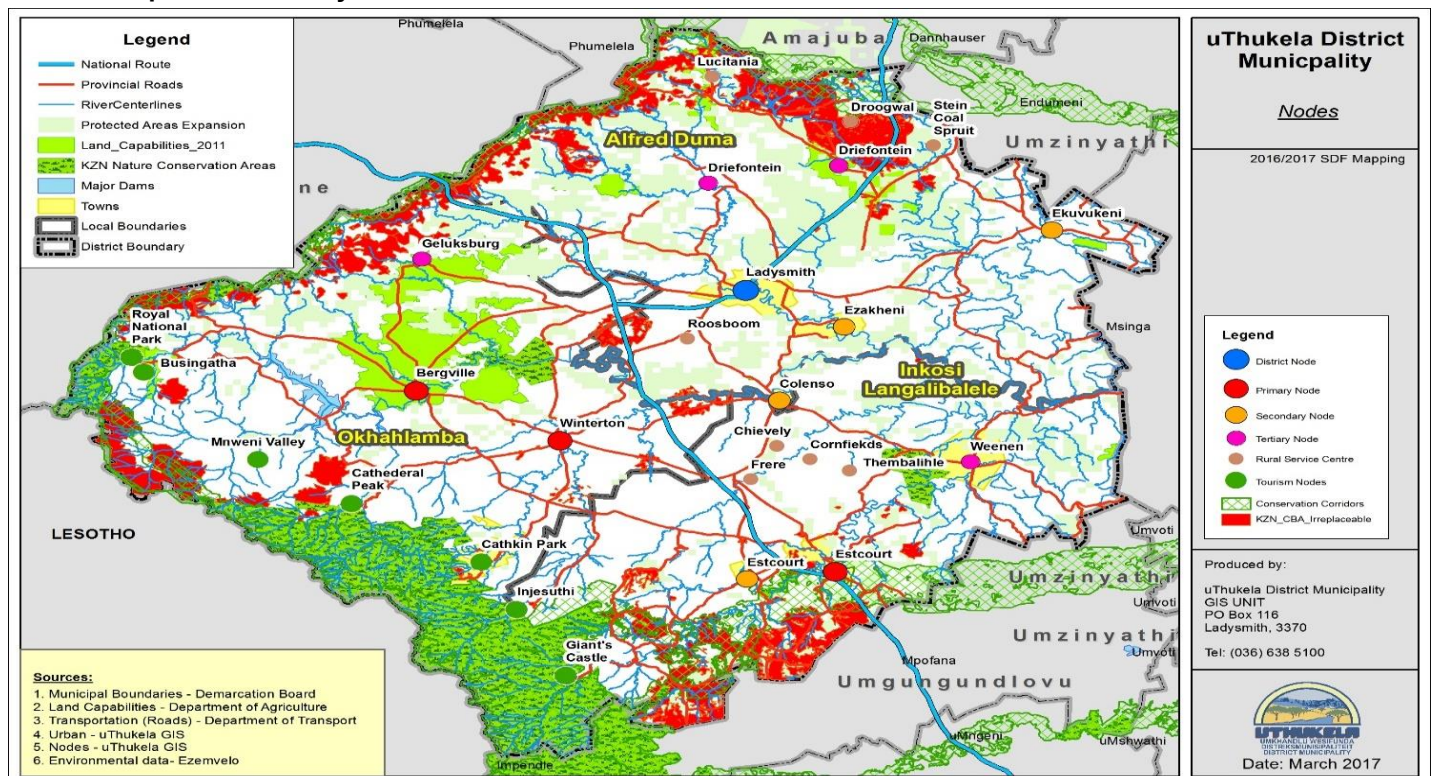 Legend
National Route
Provincial Roads
RiverCenterlines
Protected Areas Expansion
Land_Capabilities_2011
KZN Nature Conservation Areas
Major Dams
Towns
Local Boundaries
District Boundary
Phumelela
Phumelela
Amajuba
Dannhauser
Lucitania
Endumeni
Umzinyathi
Droogwal
Stein
Coal
Spruit
Alfred Duma
Driefontein
Driefontein
ne
Ekuvukeni
Geluksburg
Ladysmith
Royal
National
Park
Busingatha
Roosboom
Ezakheni
Msinga
Bergville
Colenso
Inkosi
Langalibalele
Okhahlamba
Winterton
Chievely
Cornfiekds
Weenen
Mnweni Valley
Frere
Thembalihle
Cathederal
Peak
LESOTHO
Cathkin Park
Estcourt
Estcourt
Umvoti
Umzinyathi
Umvoti
Injesuthi
Giant's
Castle
Umzinyathi
Umvoti
Mpofana
Umgungundlovu
uMngeni
uMshwathi
Impendle
Sources:
1. Municipal Boundaries - Demarcation Board
2. Land Capabilities - Department of Agriculture
3. Transportation (Roads) - Department of Transport
4. Urban - uThukela GIS
5. Nodes - uThukela GIS
6. Environmental data- Ezemvelo
uThukela District
Municpality
Nodes
2016/2017 SDF Mapping
Legend
District Node
Primary Node
Secondary Node
Tertiary Node
Rural Service Centre
Tourism Nodes
Conservation Corridors
KZN_CBA_Irreplaceable
Produced by:
uThukela District Municipality
GIS UNIT
PO Box 116
Ladysmith, 3370
Tel: (036) 638 5100
UTHUKELA
UMKHANDLU WESIFUNDA
DISTRIKSMUNISIPALITEIT
DISTRICT MUNICIPALITY
Date: March 2017